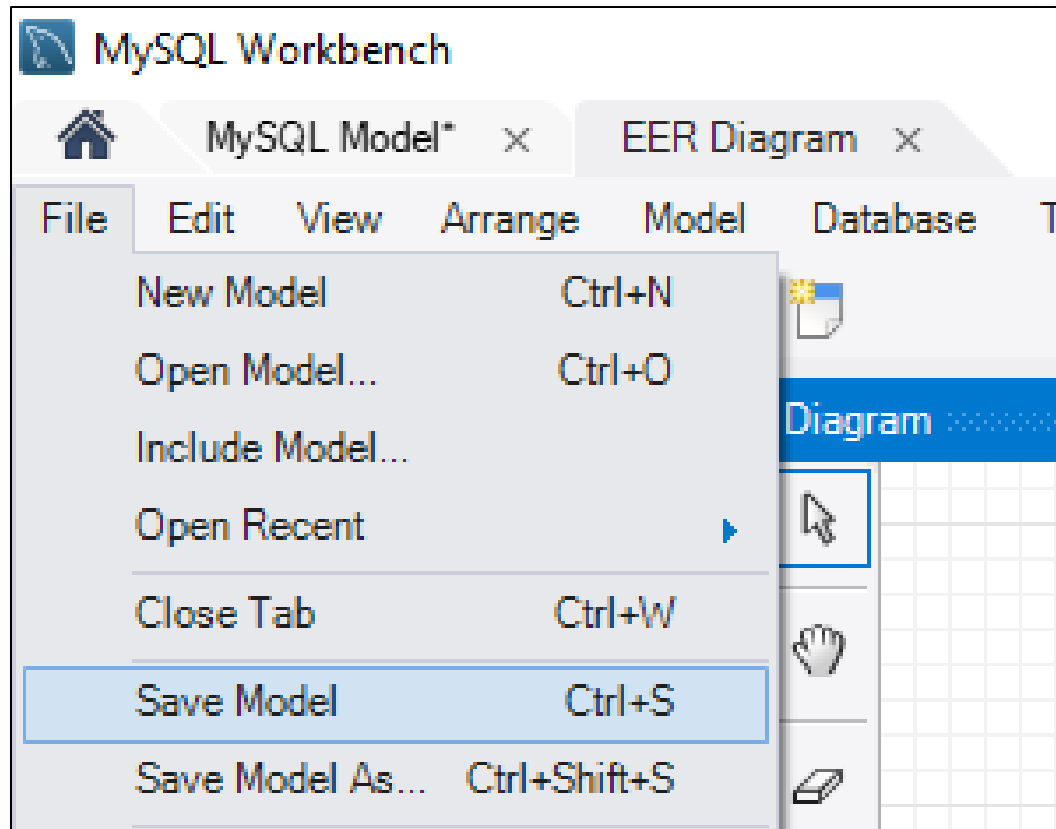 MySQL Workbench
MySQL Model* ×
EER Diagram ×
File Edit View Arrange Model Database T
New Model Ctrl+N
Open Model... Ctrl+O
Include Model...
Open Recent
Close Tab Ctrl+W
Save Model Ctrl+S
Save Model As... Ctrl+Shift+S
Diagram